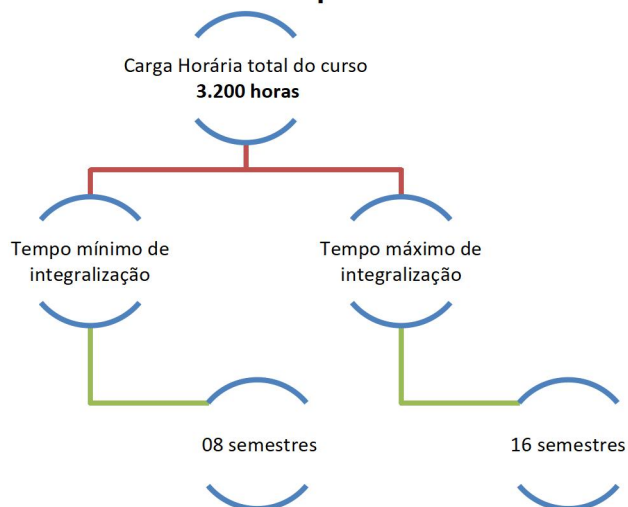 Carga Horária total do curso
3.200 horas
Tempo mínimo de
integralização
Tempo máximo de
integralização
08 semestres
16 semestres